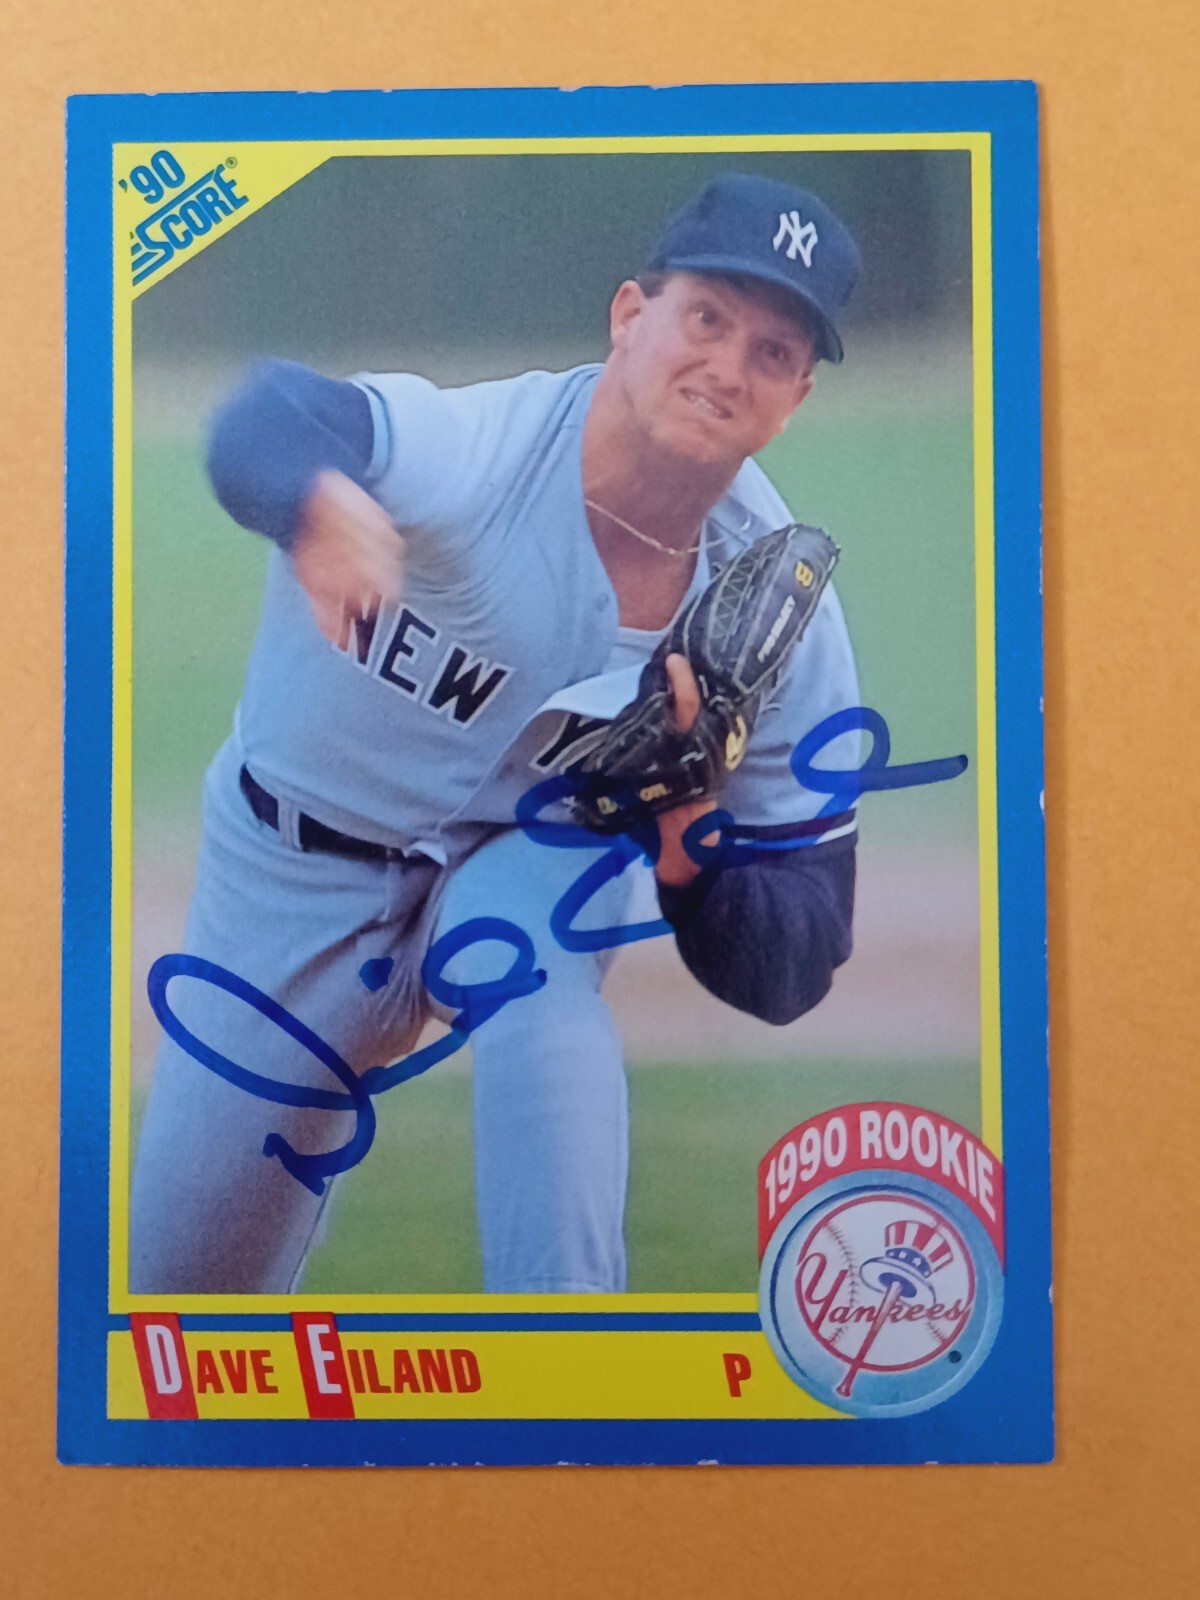 '90
SCORE®
NY
NEW Y
1990 ROOKIE
Yankees
DAVE EILAND
P